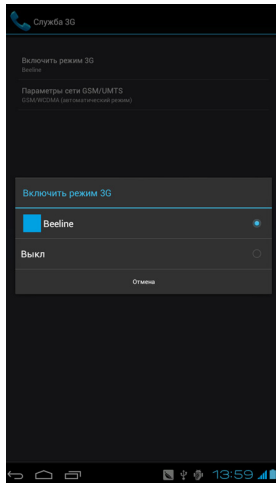 Служба 3G
Включить режим 3G
Beeline
Параметры сети GSM/UMTS
GSM/WCDMA (автоматический режим)
Включить режим 3G
Beeline
Выкл
Отмена
13:59